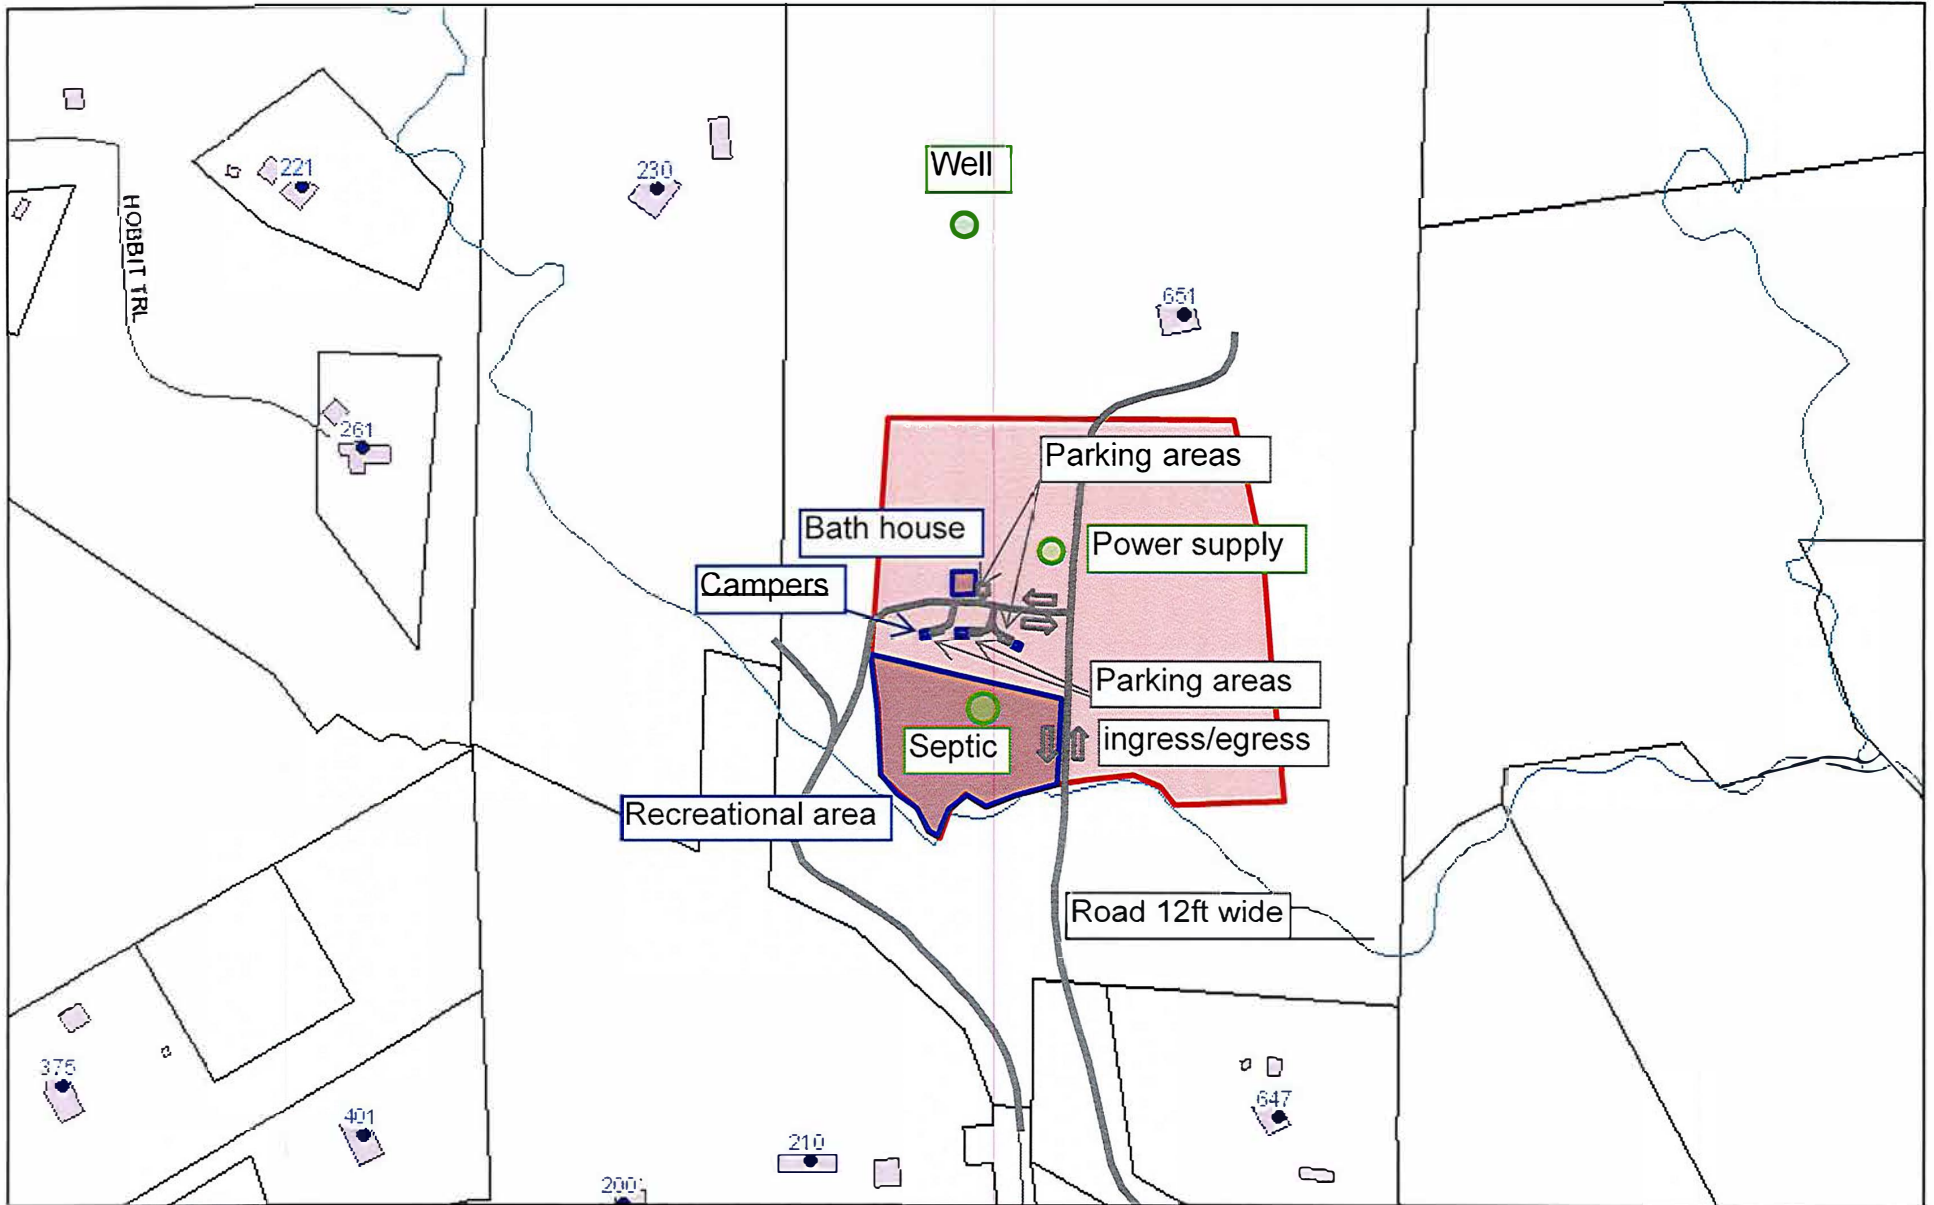 221
230
Well
HOBBIT TRL
651
261
Parking areas
Bath house
Power supply
Campers
Parking areas
Septic
ingress/egress
Recreational area
Road 12ft wide
375
401
647
210
200